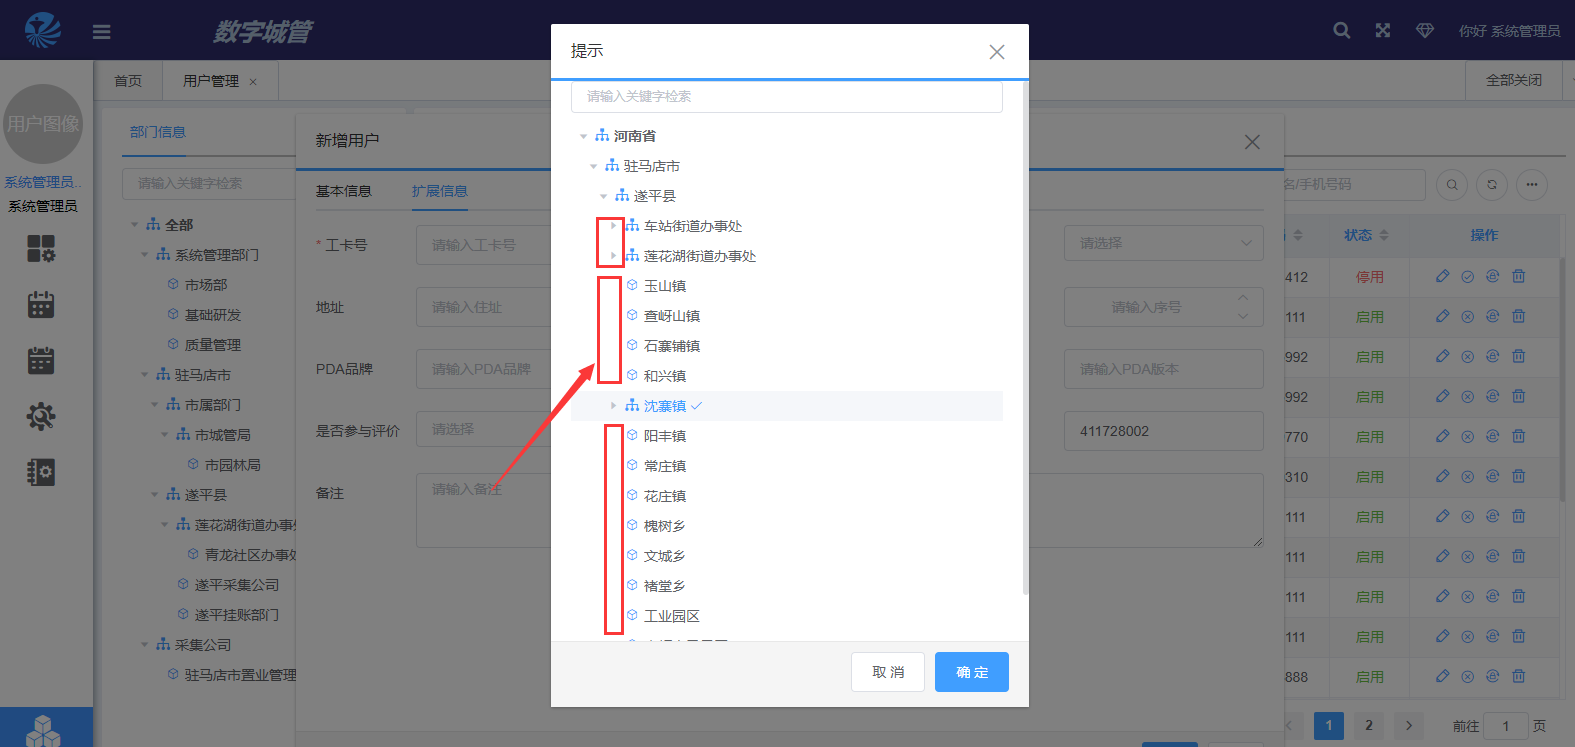 数字城管
你好 系统管理员
首页
用户管理
全部关闭
用户图像
系统管理员..
系统管理员
部门信息
请输入关键字检索
全部
系统管理部门
市场部
基础研发
质量管理
驻马店市
市属部门
市城管局
市园林局
遂平县
莲花湖街道办事
青龙社区办事
遂平采集公司
遂平挂账部门
采集公司
驻马店市置业管理
新增用户
基本信息
扩展信息
* 工卡号
请输入工卡号
请选择
地址
请输入住址
请输入序号
PDA品牌
请输入PDA品牌
请输入PDA版本
是否参与评价
请选择
411728002
备注
请输入备注
提示
请输入关键字检索
河南省
驻马店市
遂平县
车站街道办事处
莲花湖街道办事处
玉山镇
查岈山镇
石寨铺镇
和兴镇
沈寨镇
阳丰镇
常庄镇
花庄镇
槐树乡
文城乡
褚堂乡
工业园区
取 消
确 定
名/手机号码
状态
操作
412
停用
111
启用
992
启用
992
启用
770
启用
310
启用
111
启用
111
启用
111
启用
111
启用
888
启用
1
2
前往
1
页